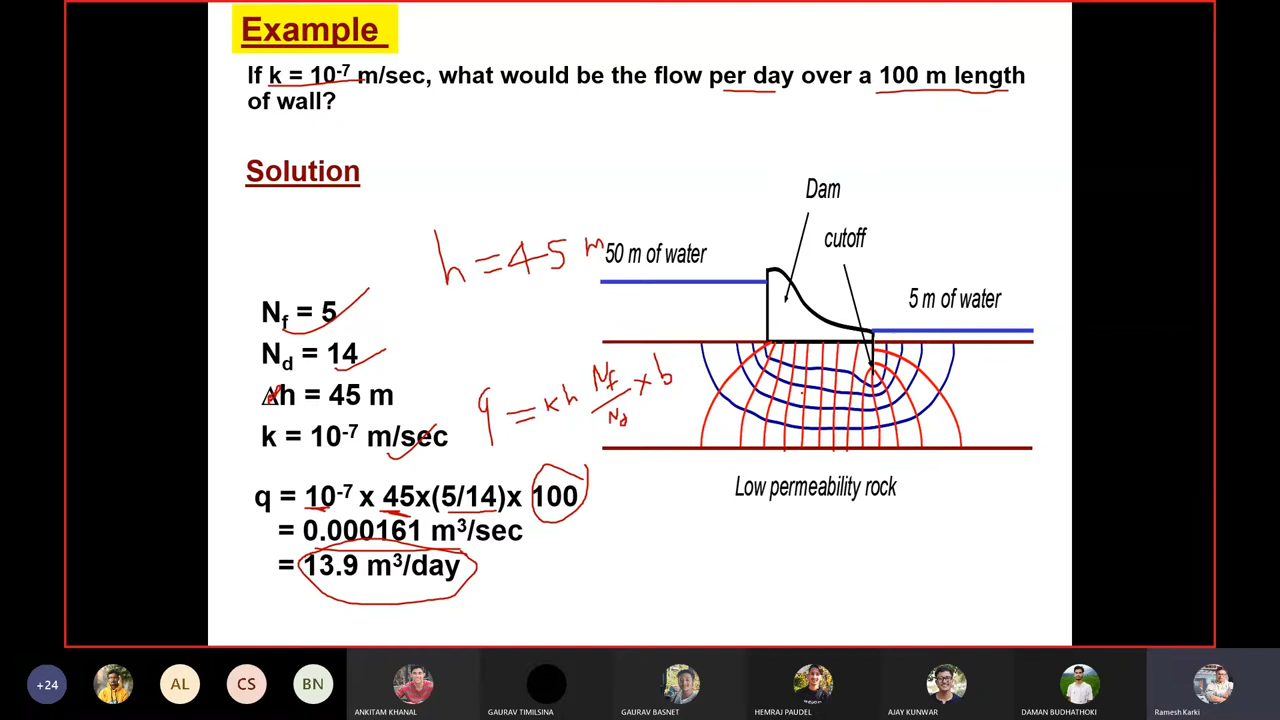 Example
If k = 10⁻⁷ m/sec, what would be the flow per day over a 100 m length
of wall?
Solution
Dam
cutoff
h = 45 m
50 m of water
5 m of water
Nf = 5
Nd = 14
Δh = 45 m
k = 10⁻⁷ m/sec
q = kh Nf/Nd × b
q = 10⁻⁷ x 45x(5/14)x 100
= 0.000161 m³/sec
= 13.9 m³/day
Low permeability rock
+24
AL
CS
BN
ANKITAM KHANAL
GAURAV TIMILSINA
GAURAV BASNET
HEMRAJ PAUDEL
AJAY KUNWAR
DAMAN BUDHATHOKI
Ramesh Karki